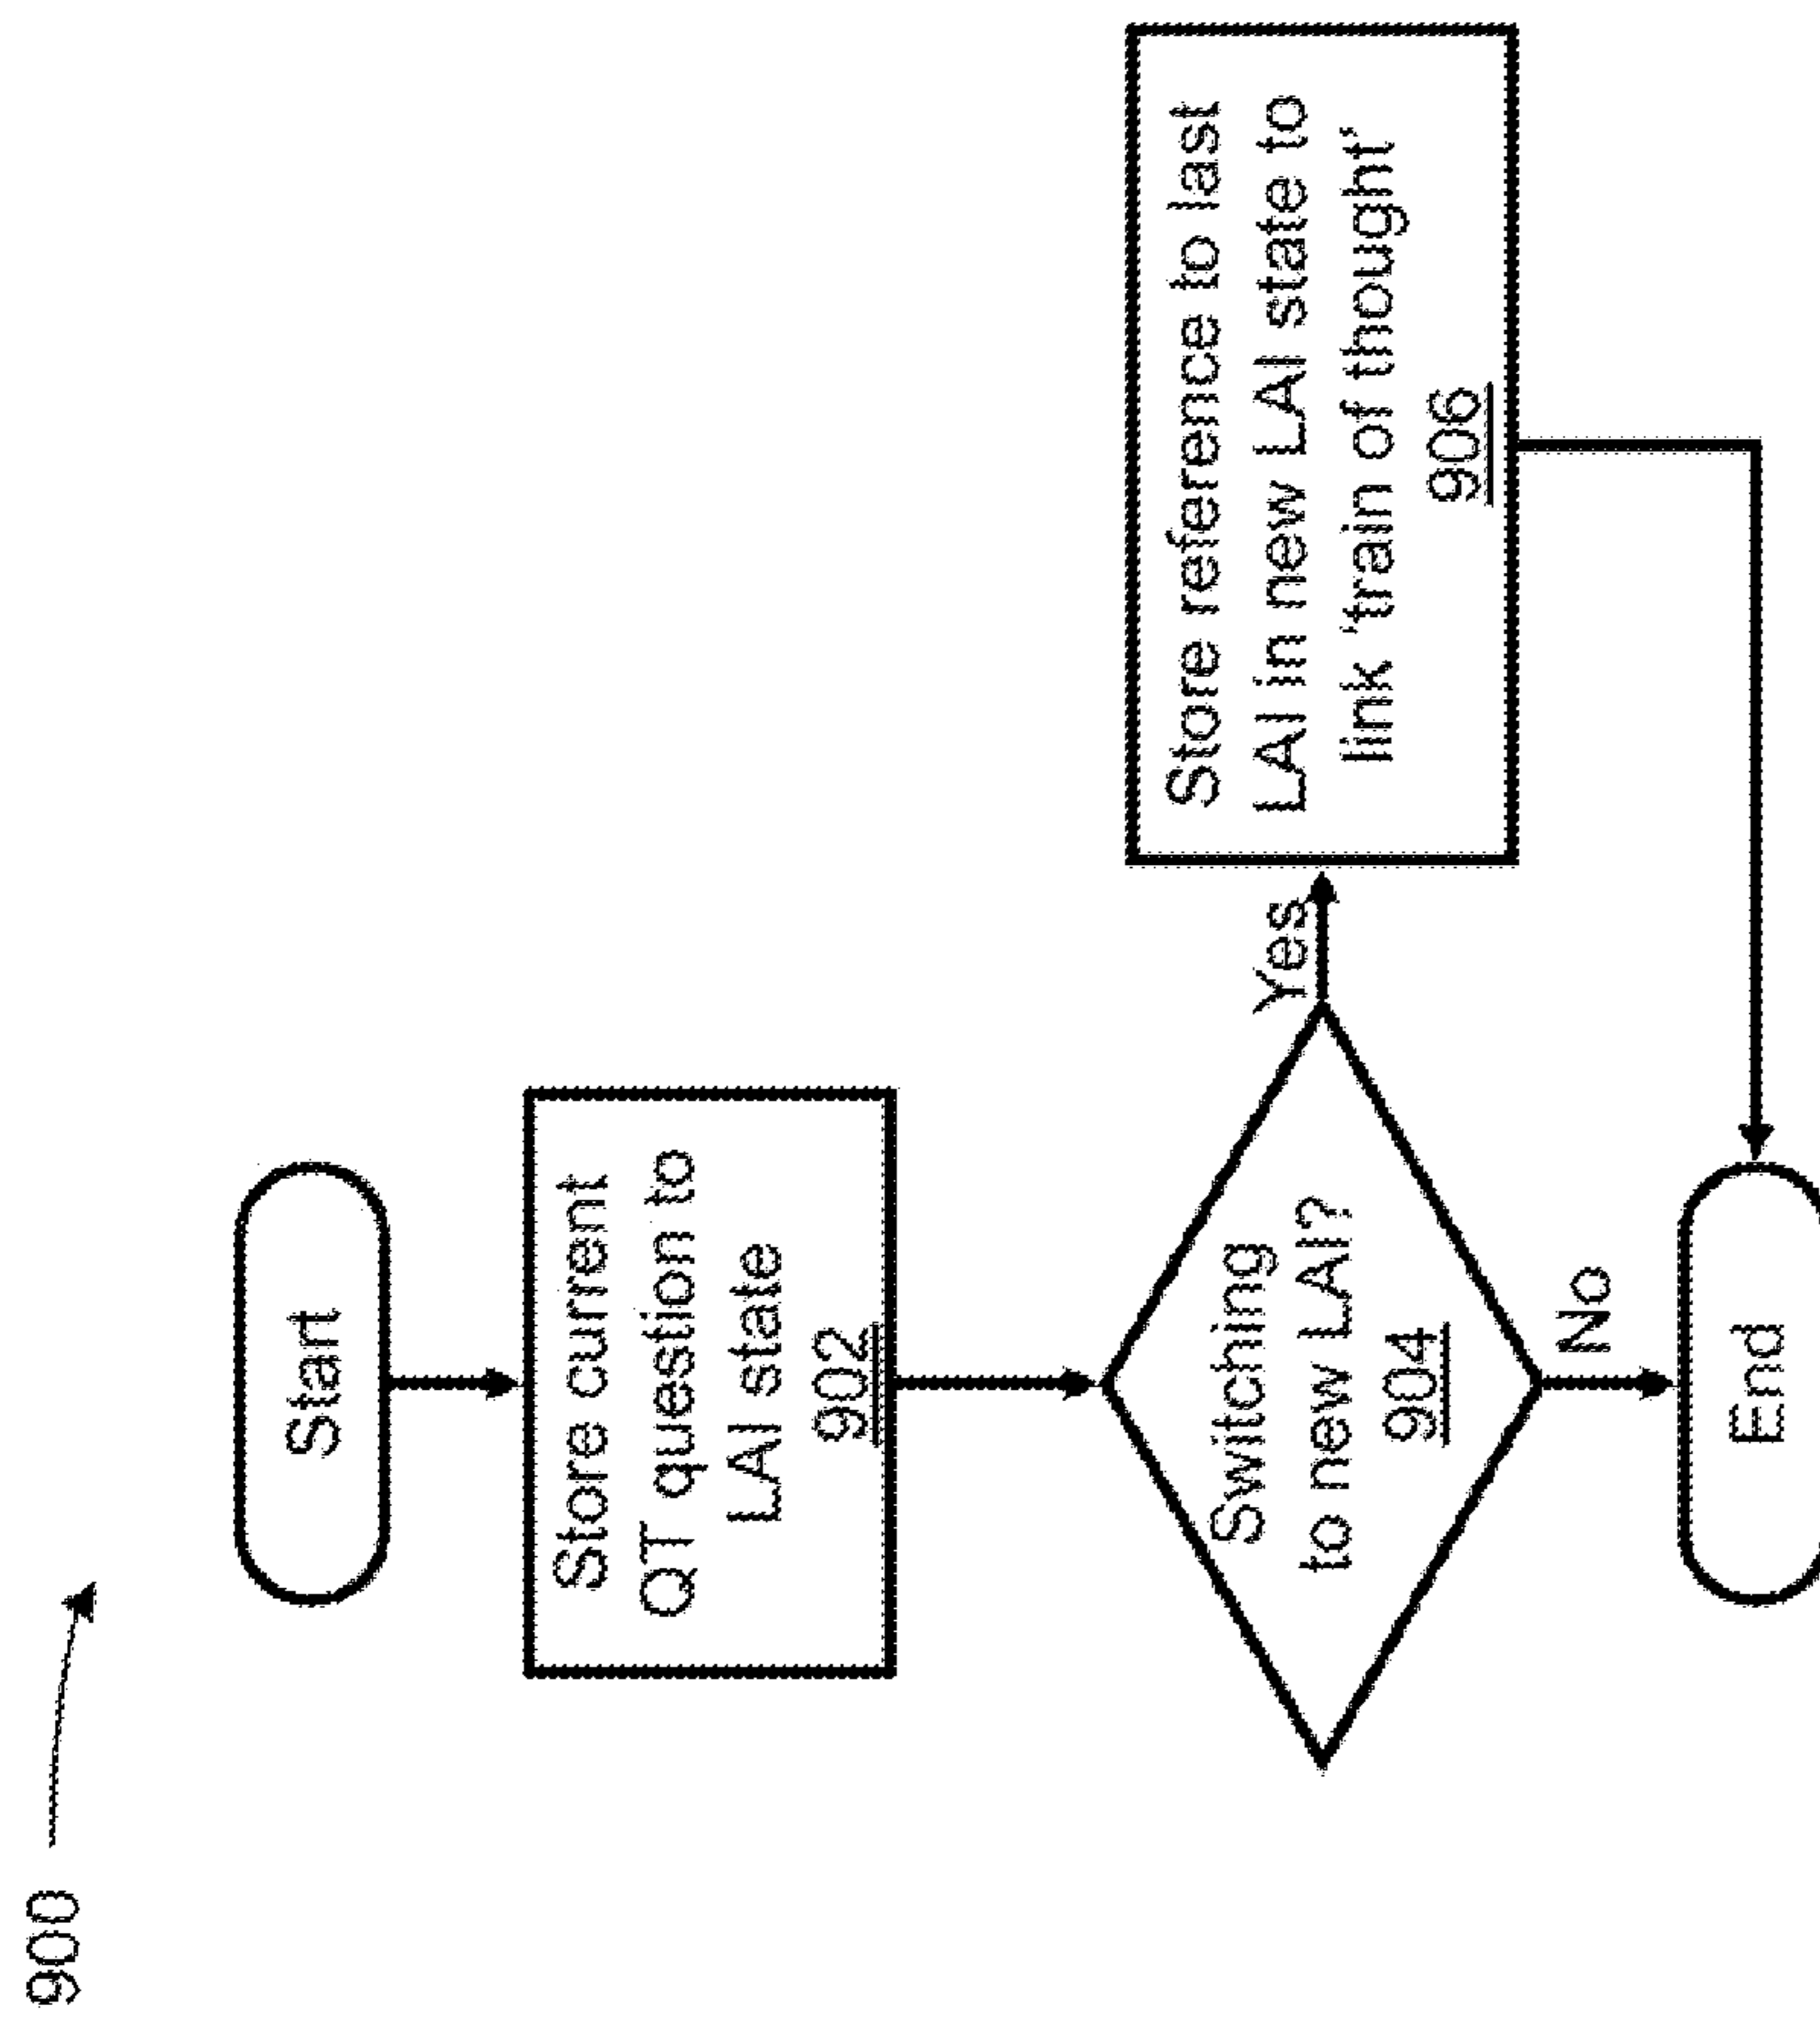 900
Start
Store current
QT question to
LAI state
902
Switching
to new LAI?
904
Yes
Store reference to last
LAI in new LAI state to
link 'train of thought'
906
No
End